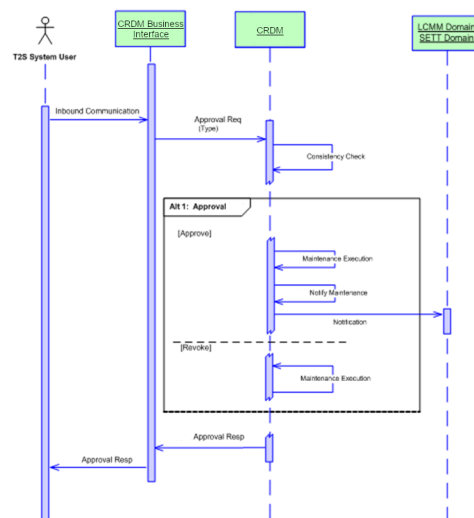 CRDM Business
Interface
CRDM
LCMM Domain
SETT Domain
T2S System User
Inbound Communication
Approval Req
(Type)
Consistency Check
Alt 1: Approval
[Approve]
Maintenance Execution
Notify Maintenance
Notification
[Revoke]
Maintenance Execution
Approval Resp
Approval Resp